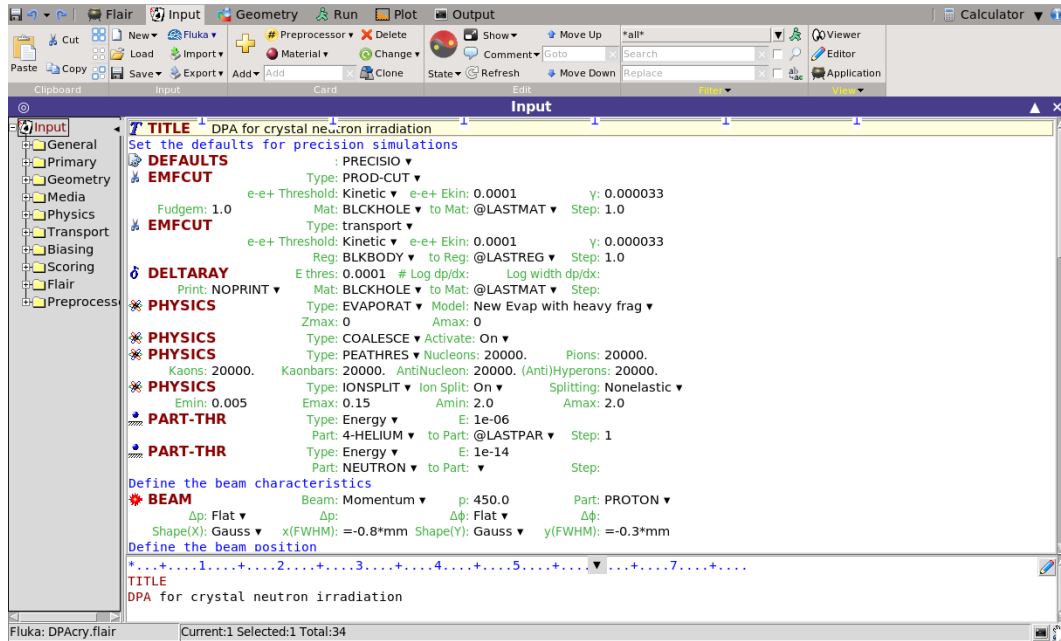 Flair Input Geometry Run Plot Output Calculator
Cut New Fluka # Preprocessor Delete Show Move Up *all* Viewer
Load Import Material Change Comment Goto Search Editor
Paste Copy Save Export Add Add Clone State Refresh Move Down Replace Application
Clipboard Input Card Edit Filter View
Input
Input
General
Primary
Geometry
Media
Physics
Transport
Biasing
Scoring
Flair
Preprocess
TITLE DPA for crystal neutron irradiation
Set the defaults for precision simulations
DEFAULTS : PRECISIO
EMFCUT Type: PROD-CUT
e-e+ Threshold: Kinetic e-e+ Ekin: 0.0001 γ: 0.000033
Fudgem: 1.0 Mat: BLCKHOLE to Mat: @LASTMAT Step: 1.0
EMFCUT Type: transport
e-e+ Threshold: Kinetic e-e+ Ekin: 0.0001 γ: 0.000033
Reg: BLKBODY to Reg: @LASTREG Step: 1.0
DELTARAY E thres: 0.0001 # Log dp/dx: Log width dp/dx:
Print: NOPRINT Mat: BLCKHOLE to Mat: @LASTMAT Step:
PHYSICS Type: EVAPORAT Model: New Evap with heavy frag
Zmax: 0 Amax: 0
PHYSICS Type: COALESCE Activate: On
PHYSICS Type: PEATHRES Nucleons: 20000. Pions: 20000.
Kaons: 20000. Kaonbars: 20000. AntiNucleon: 20000. (Anti)Hyperons: 20000.
PHYSICS Type: IONSPLIT Ion Split: On Splitting: Nonelastic
Emin: 0.005 Emax: 0.15 Amin: 2.0 Amax: 2.0
PART-THR Type: Energy E: 1e-06
Part: 4-HELIUM to Part: @LASTPAR Step: 1
PART-THR Type: Energy E: 1e-14
Part: NEUTRON to Part: Step:
Define the beam characteristics
BEAM Beam: Momentum p: 450.0 Part: PROTON
Δp: Flat Δp: Δϕ: Flat Δϕ:
Shape(X): Gauss x(FWHM): =-0.8*mm Shape(Y): Gauss y(FWHM): =-0.3*mm
Define the beam position
*...+....1....+....2....+....3....+....4....+....5....+.... ...+....7....+....
TITLE
DPA for crystal neutron irradiation
Fluka: DPAcry.flair Current:1 Selected:1 Total:34